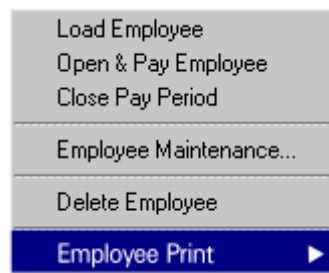 Load Employee
Open & Pay Employee
Close Pay Period
Employee Maintenance...
Delete Employee
Employee Print